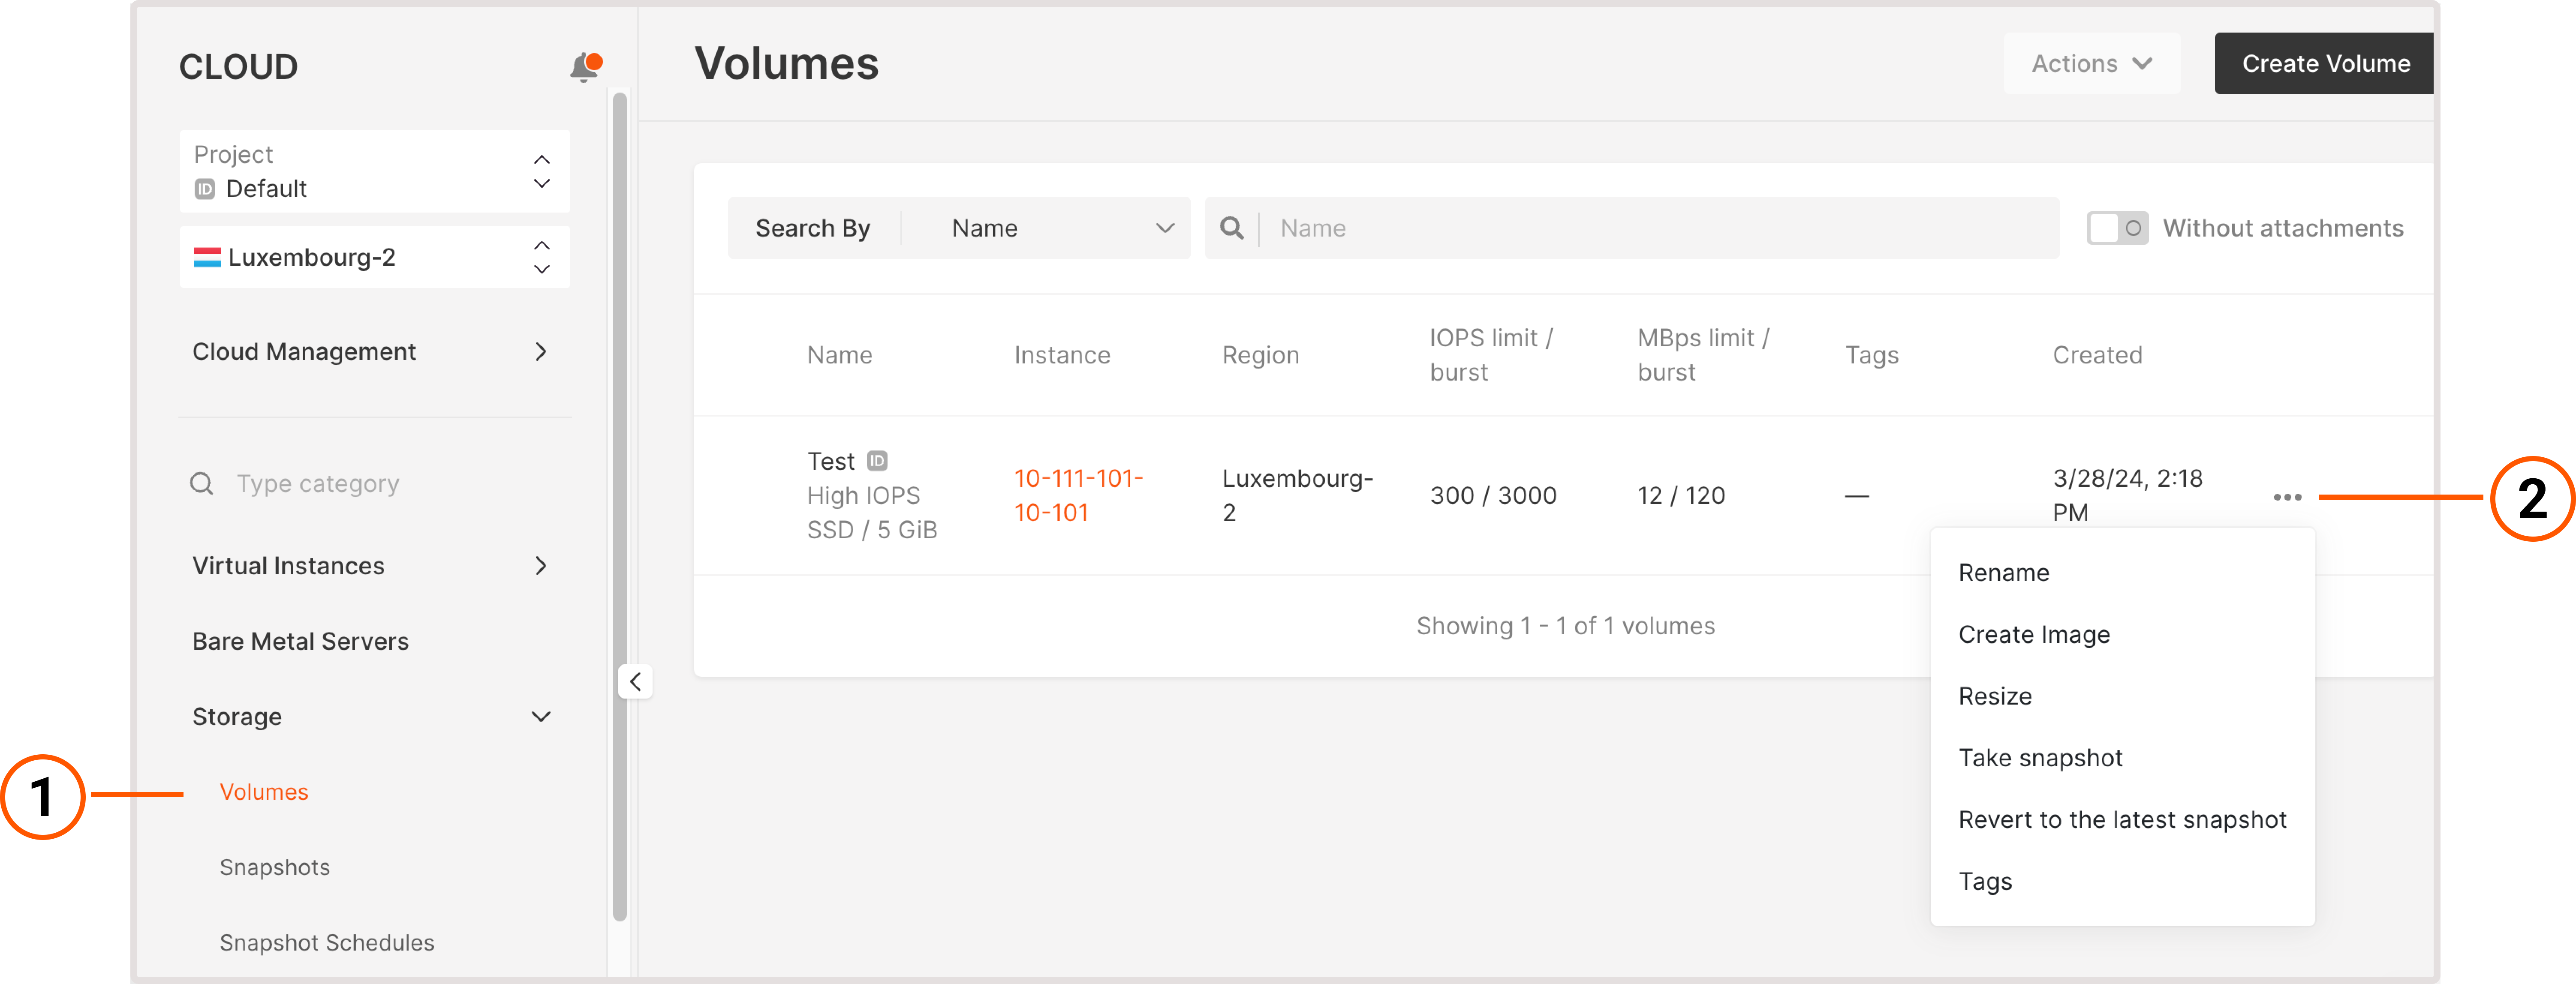 CLOUD
Project
ID Default
Luxembourg-2
Cloud Management
Type category
Virtual Instances
Bare Metal Servers
Storage
1
Volumes
Snapshots
Snapshot Schedules
Volumes
Actions
Create Volume
Search By
Name
Name
Without attachments
Name
Instance
Region
IOPS limit /
burst
MBps limit /
burst
Tags
Created
Test ID
High IOPS
SSD / 5 GiB
10-111-101-
10-101
Luxembourg-
2
300 / 3000
12 / 120
—
3/28/24, 2:18
PM
2
Showing 1 - 1 of 1 volumes
Rename
Create Image
Resize
Take snapshot
Revert to the latest snapshot
Tags